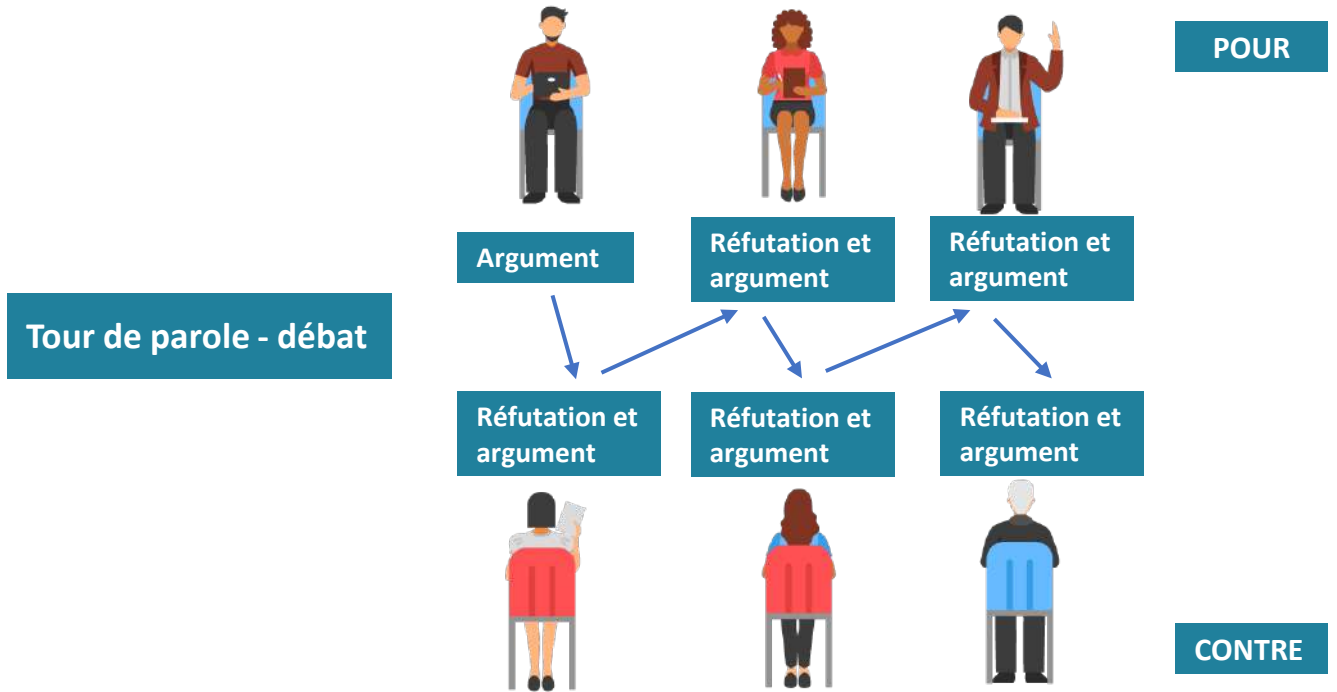 POUR
Argument
Réfutation et
argument
Réfutation et
argument
Tour de parole - débat
Réfutation et
argument
Réfutation et
argument
Réfutation et
argument
CONTRE